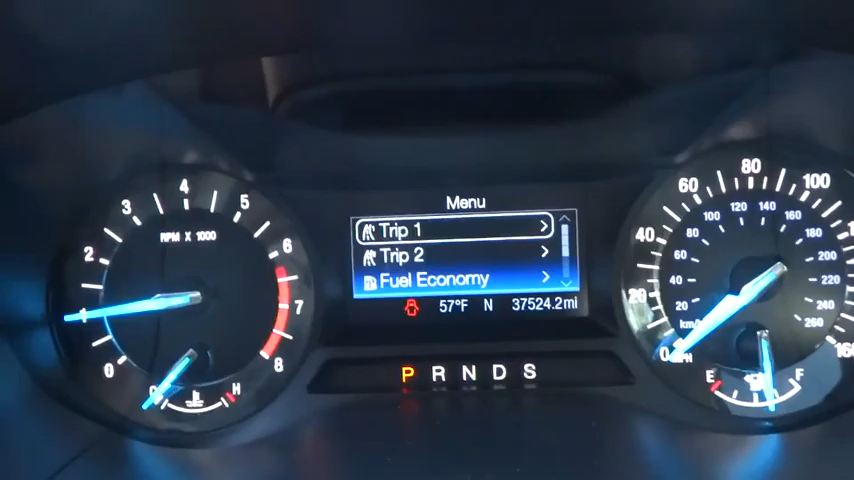 Menu
Trip 1
Trip 2
Fuel Economy
57°F N 37524.2mi
P R N D S
0 2 3 4 5 6 7 8
RPM X 1000
H
0 20 40 60 80 100 160
20 40 60 80 100 120 140 160 180 200 220 240 260
km/h
E F